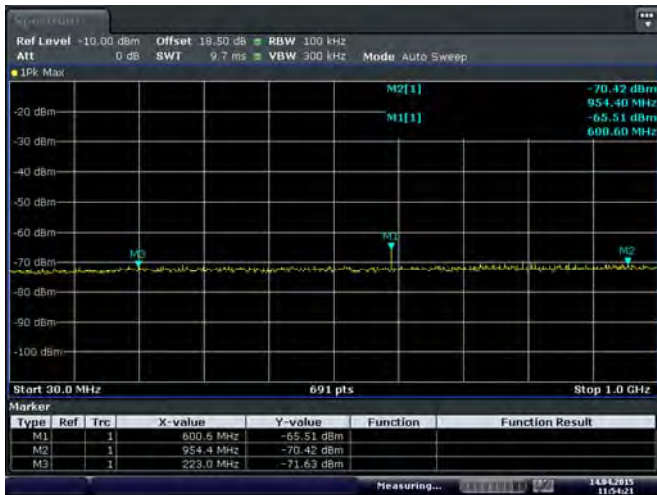 Spectrum
Ref Level -10.00 dBm Offset 18.50 dB RBW 100 kHz
Att 0 dB SWT 9.7 ms VBW 300 kHz Mode Auto Sweep
1Pk Max
M2[1] -70.42 dBm
954.40 MHz
-20 dBm
M1[1] -65.51 dBm
600.60 MHz
-30 dBm
-40 dBm
-50 dBm
-60 dBm
M1
M3 M2
-70 dBm
-80 dBm
-90 dBm
-100 dBm
Start 30.0 MHz 691 pts Stop 1.0 GHz
Marker
Type Ref Trc X-value Y-value Function Function Result
M1 1 600.6 MHz -65.51 dBm
M2 1 954.4 MHz -70.42 dBm
M3 1 223.0 MHz -71.63 dBm
Measuring... 14.04.2015
11:54:21